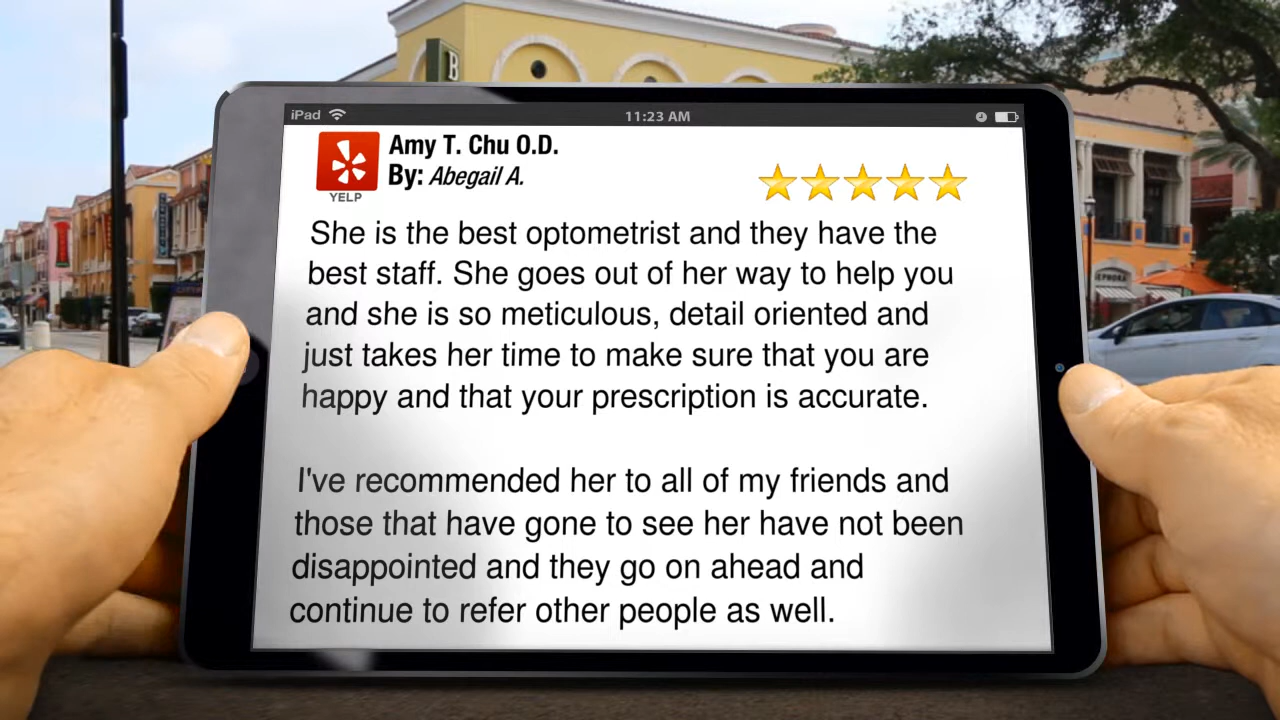 iPad 11:23 AM
Amy T. Chu O.D.
By: Abegail A.
YELP
She is the best optometrist and they have the
best staff. She goes out of her way to help you
and she is so meticulous, detail oriented and
just takes her time to make sure that you are
happy and that your prescription is accurate.
I've recommended her to all of my friends and
those that have gone to see her have not been
disappointed and they go on ahead and
continue to refer other people as well.
B